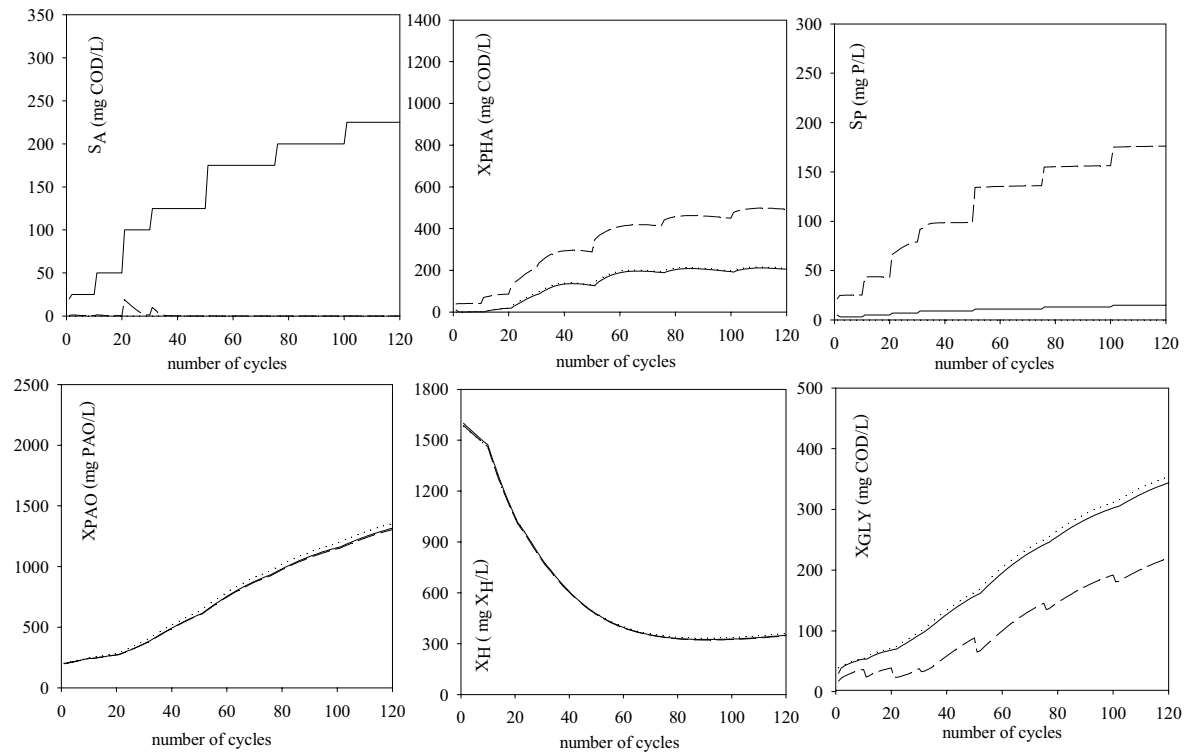 350
300
250
200
150
100
50
0
S_A (mg COD/L)
0 20 40 60 80 100 120
number of cycles
1400
1200
1000
800
600
400
200
0
X_PHA (mg COD/L)
0 20 40 60 80 100 120
number of cycles
300
250
200
150
100
50
0
S_P (mg P/L)
0 20 40 60 80 100 120
number of cycles
2500
2000
1500
1000
500
0
X_PAO (mg PAO/L)
0 20 40 60 80 100 120
number of cycles
1800
1500
1200
900
600
300
0
X_H ( mg X_H/L)
0 20 40 60 80 100 120
number of cycles
500
400
300
200
100
0
X_GLY (mg COD/L)
0 20 40 60 80 100 120
number of cycles